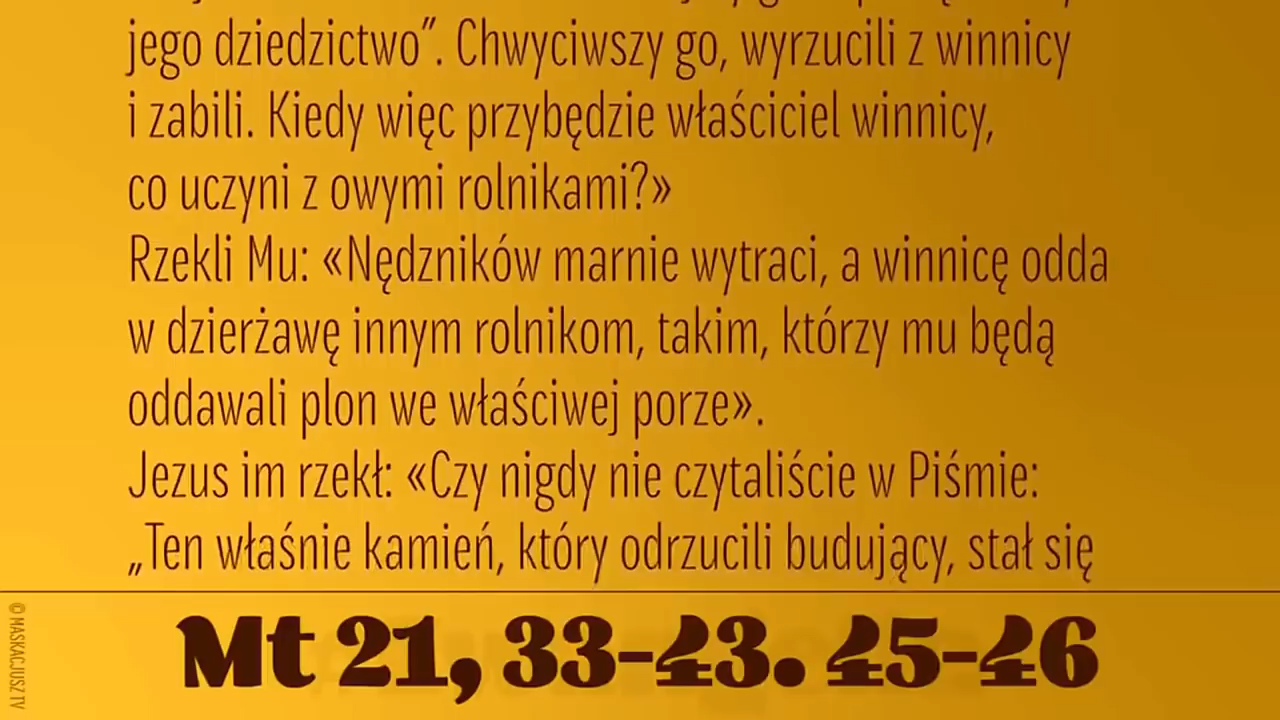 jego dziedzictwo”. Chwyciwszy go, wyrzucili z winnicy
i zabili. Kiedy więc przybędzie właściciel winnicy,
co uczyni z owymi rolnikami?»
Rzekli Mu: «Nędzników marnie wytraci, a winnicę odda
w dzierżawę innym rolnikom, takim, którzy mu będą
oddawali plon we właściwej porze».
Jezus im rzekł: «Czy nigdy nie czytaliście w Piśmie:
„Ten właśnie kamień, który odrzucili budujący, stał się
Mt 21, 33-43. 45-46
© MASKACJUSZ TV